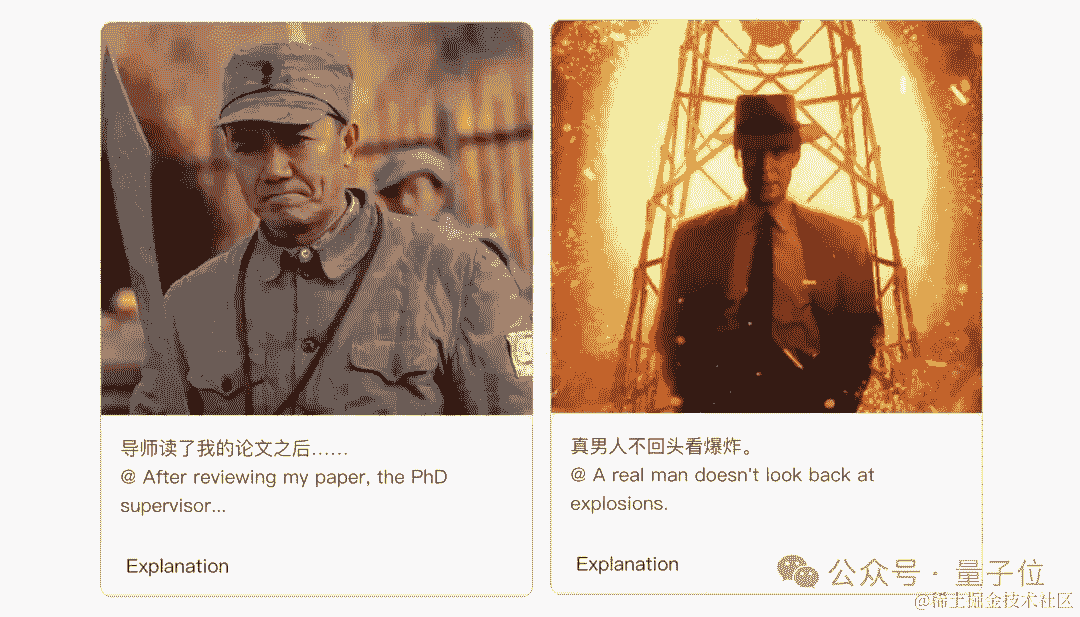 导师读了我的论文之后……
@ After reviewing my paper, the PhD
supervisor...
Explanation
真男人不回头看爆炸。
@ A real man doesn't look back at
explosions.
Explanation
公众号 · 量子位
@稀土掘金技术社区